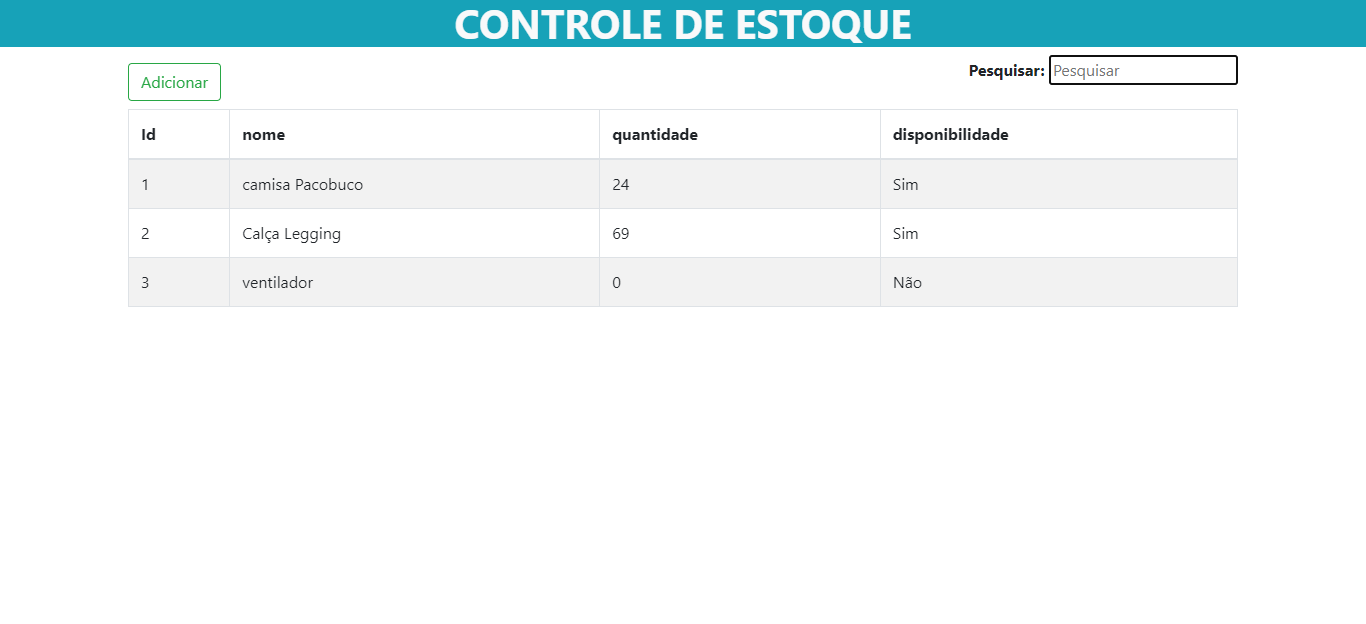 CONTROLE DE ESTOQUE
Adicionar
Pesquisar: Pesquisar
Id nome quantidade disponibilidade
1 camisa Pacobuco 24 Sim
2 Calça Legging 69 Sim
3 ventilador 0 Não